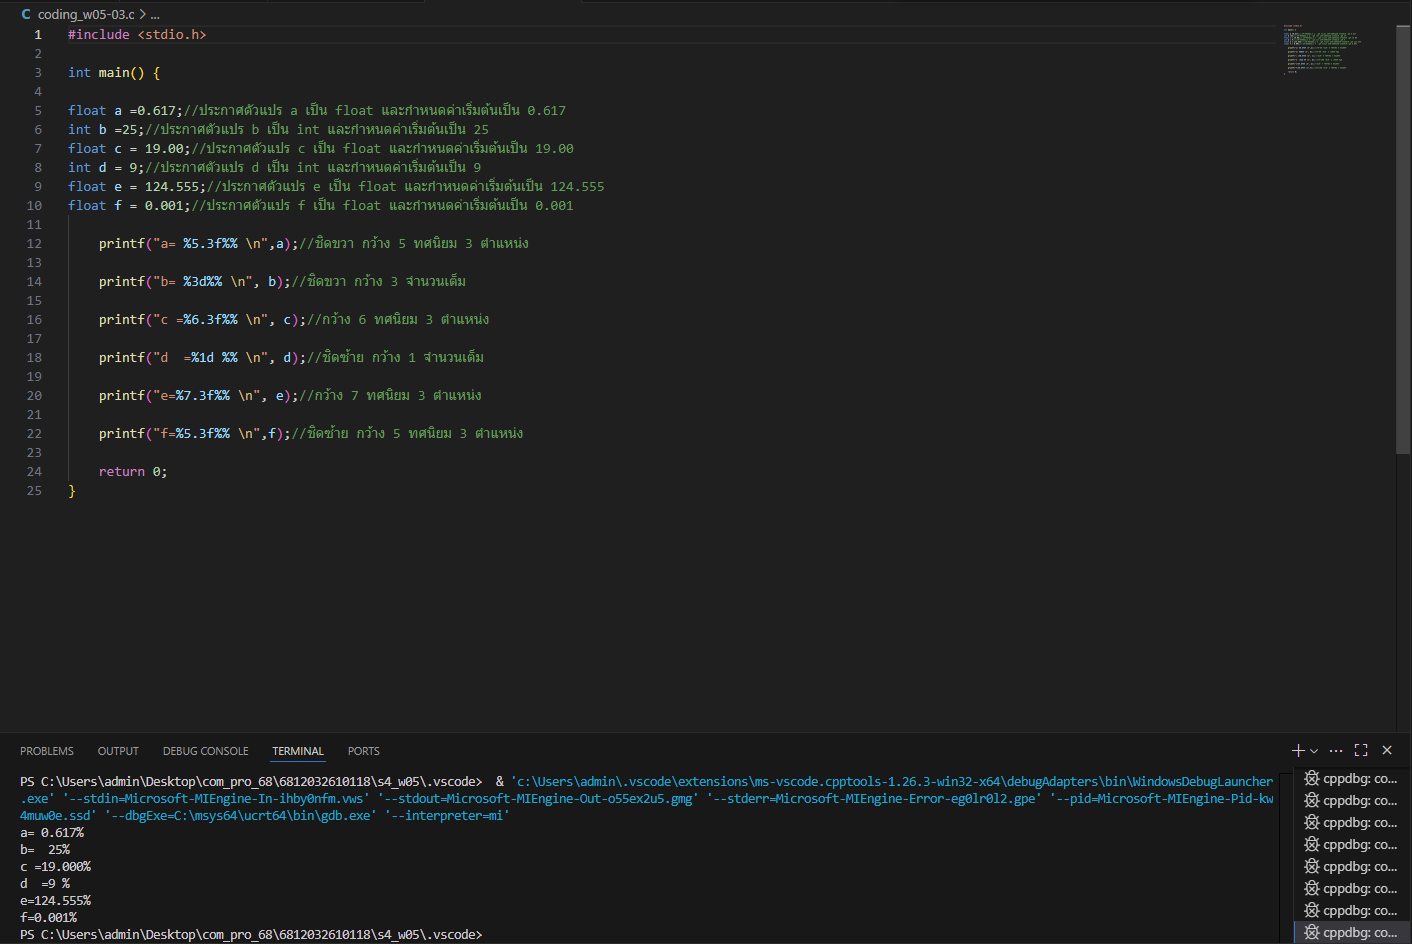 C coding_w05-03.c > ...
1 #include <stdio.h>
2
3 int main() {
4
5 float a =0.617;//ประกาศตัวแปร a เป็น float และกำหนดค่าเริ่มต้นเป็น 0.617
6 int b =25;//ประกาศตัวแปร b เป็น int และกำหนดค่าเริ่มต้นเป็น 25
7 float c = 19.00;//ประกาศตัวแปร c เป็น float และกำหนดค่าเริ่มต้นเป็น 19.00
8 int d = 9;//ประกาศตัวแปร d เป็น int และกำหนดค่าเริ่มต้นเป็น 9
9 float e = 124.555;//ประกาศตัวแปร e เป็น float และกำหนดค่าเริ่มต้นเป็น 124.555
10 float f = 0.001;//ประกาศตัวแปร f เป็น float และกำหนดค่าเริ่มต้นเป็น 0.001
11
12 printf("a= %5.3f%% \n",a);//ชิดขวา กว้าง 5 ทศนิยม 3 ตำแหน่ง
13
14 printf("b= %3d%% \n", b);//ชิดขวา กว้าง 3 จำนวนเต็ม
15
16 printf("c =%6.3f%% \n", c);//กว้าง 6 ทศนิยม 3 ตำแหน่ง
17
18 printf("d  =%1d %% \n", d);//ชิดซ้าย กว้าง 1 จำนวนเต็ม
19
20 printf("e=%7.3f%% \n", e);//กว้าง 7 ทศนิยม 3 ตำแหน่ง
21
22 printf("f=%5.3f%% \n",f);//ชิดซ้าย กว้าง 5 ทศนิยม 3 ตำแหน่ง
23
24 return 0;
25 }
PROBLEMS OUTPUT DEBUG CONSOLE TERMINAL PORTS
PS C:\Users\admin\Desktop\com_pro_68\6812032610118\s4_w05\.vscode>  & 'c:\Users\admin\.vscode\extensions\ms-vscode.cpptools-1.26.3-win32-x64\debugAdapters\bin\WindowsDebugLauncher
.exe' '--stdin=Microsoft-MIEngine-In-ihby0nfm.vws' '--stdout=Microsoft-MIEngine-Out-o55ex2u5.gmg' '--stderr=Microsoft-MIEngine-Error-eg0lr0l2.gpe' '--pid=Microsoft-MIEngine-Pid-kw
4muw0e.ssd' '--dbgExe=C:\msys64\ucrt64\bin\gdb.exe' '--interpreter=mi'
a= 0.617%
b=  25%
c =19.000%
d  =9 %
e=124.555%
f=0.001%
PS C:\Users\admin\Desktop\com_pro_68\6812032610118\s4_w05\.vscode>
cppdbg: co...
cppdbg: co...
cppdbg: co...
cppdbg: co...
cppdbg: co...
cppdbg: co...
cppdbg: co...
cppdbg: co...